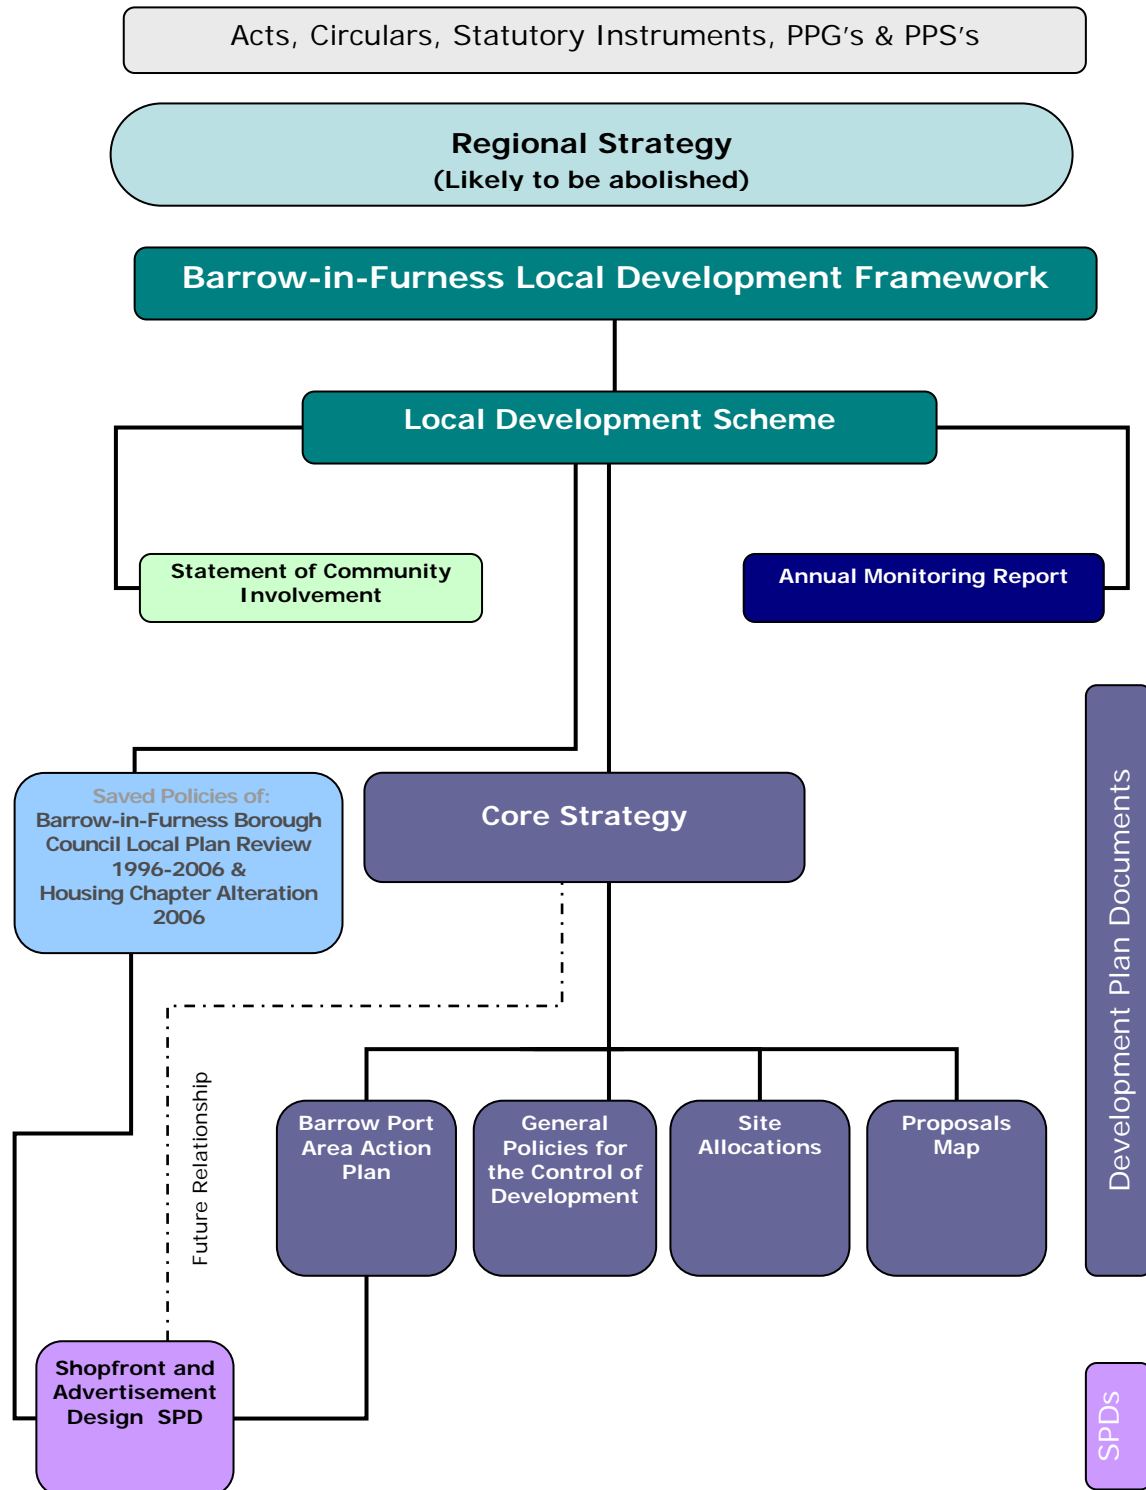 Acts, Circulars, Statutory Instruments, PPG's & PPS's
Regional Strategy
(Likely to be abolished)
Barrow-in-Furness Local Development Framework
Local Development Scheme
Statement of Community
Involvement
Annual Monitoring Report
Saved Policies of:
Barrow-in-Furness Borough
Council Local Plan Review
1996-2006 &
Housing Chapter Alteration
2006
Core Strategy
Development Plan Documents
Future Relationship
Barrow Port
Area Action
Plan
General
Policies for
the Control of
Development
Site
Allocations
Proposals
Map
Shopfront and
Advertisement
Design SPD
SPDs